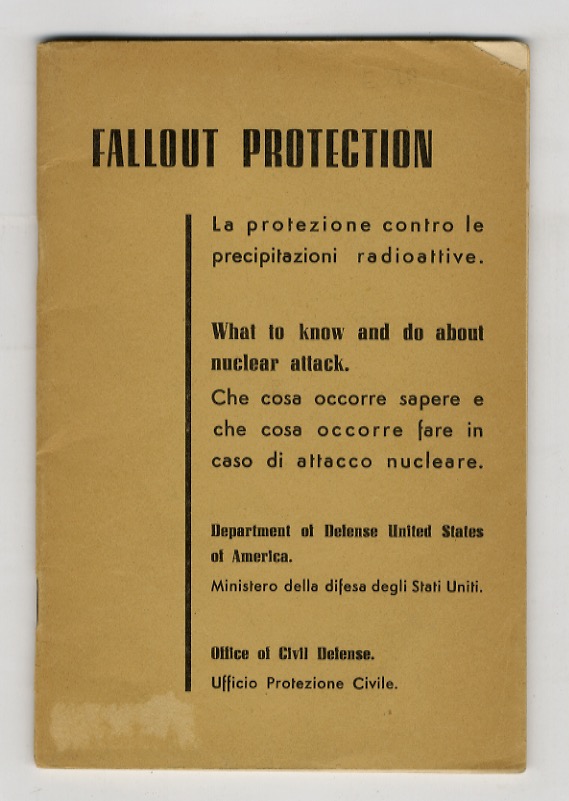 FALLOUT PROTECTION
La protezione contro le
precipitazioni radioattive.
What to know and do about
nuclear attack.
Che cosa occorre sapere e
che cosa occorre fare in
caso di attacco nucleare.
Department of Defense United States
of America.
Ministero della difesa degli Stati Uniti.
Office of Civil Defense.
Ufficio Protezione Civile.